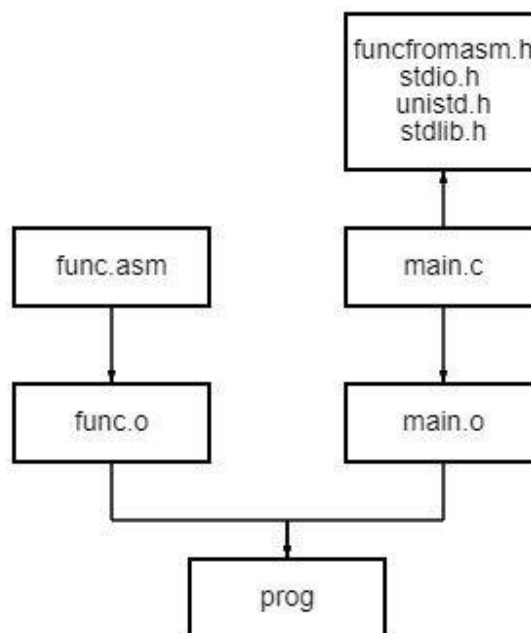 funcfromasm.h
stdio.h
unistd.h
stdlib.h
func.asm
main.c
func.o
main.o
prog